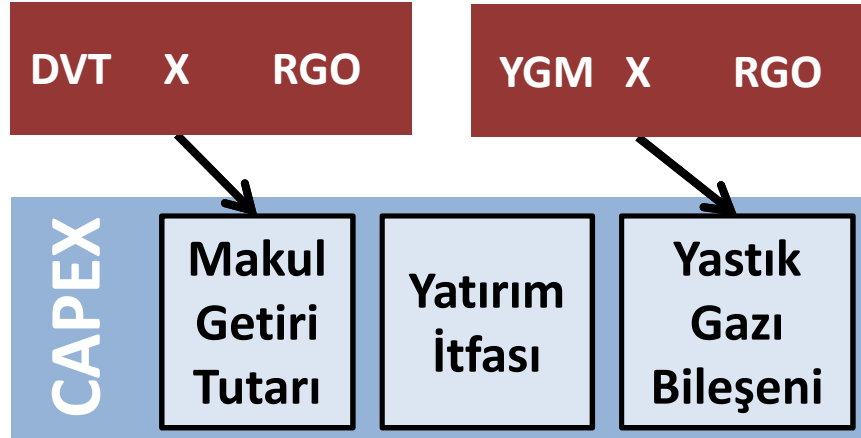 DVT X RGO
YGM X RGO
CAPEX
Makul
Getiri
Tutarı
Yatırım
İtfası
Yastık
Gazı
Bileşeni